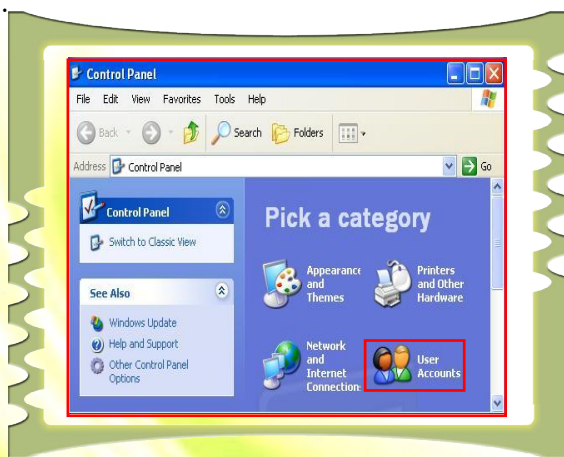 .
Control Panel
File Edit View Favorites Tools Help
Back Search Folders
Address Control Panel Go
Control Panel
Switch to Classic View
See Also
Windows Update
Help and Support
Other Control Panel
Options
Pick a category
Appearance
and
Themes
Printers
and Other
Hardware
Network
and
Internet
Connection
User
Accounts